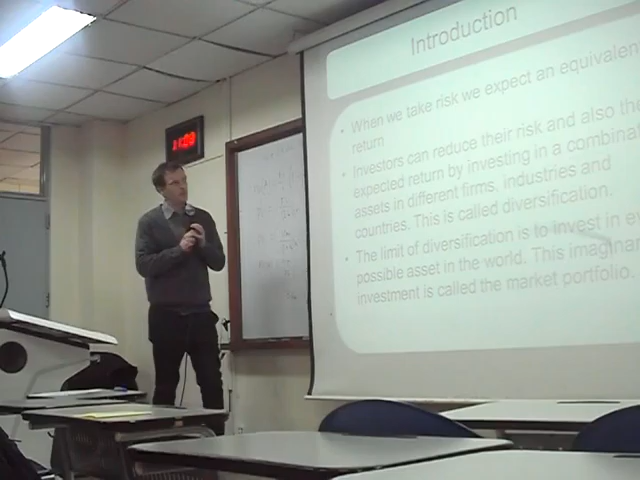 Introduction
When we take risk we expect an equivalen
return
Investors can reduce their risk and also the
expected return by investing in a combina
assets in different firms, industries and
countries. This is called diversification.
The limit of diversification is to invest in e
possible asset in the world. This imagina
investment is called the market portfolio.